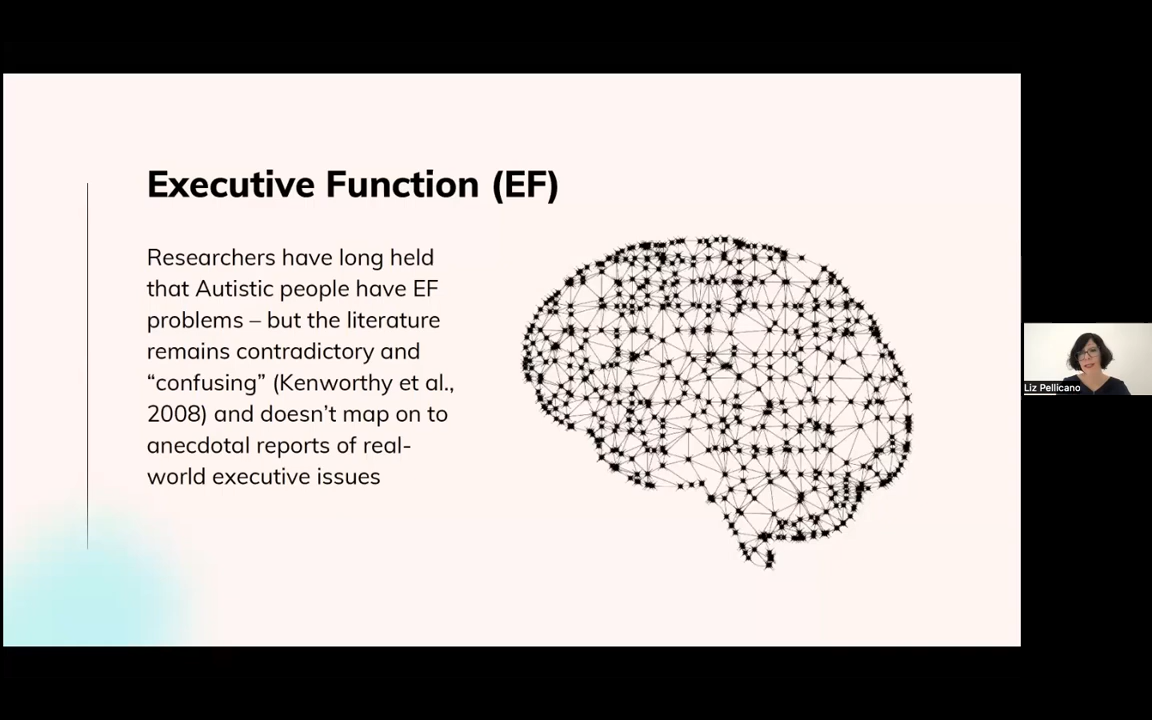 Executive Function (EF)
Researchers have long held
that Autistic people have EF
problems – but the literature
remains contradictory and
“confusing” (Kenworthy et al.,
2008) and doesn’t map on to
anecdotal reports of real-
world executive issues
Liz Pellicano